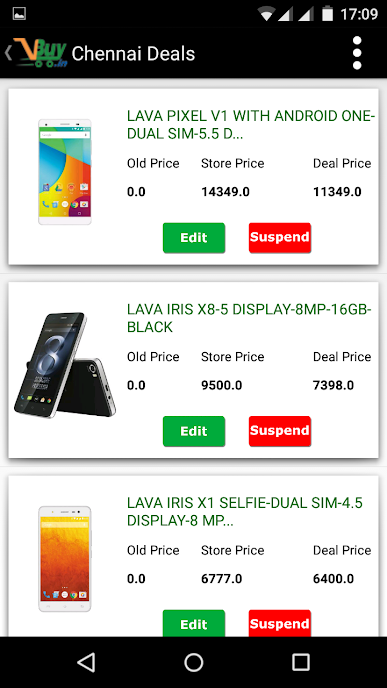 17:09
VBuy.in
Chennai Deals
LAVA PIXEL V1 WITH ANDROID ONE-
DUAL SIM-5.5 D...
Old Price Store Price Deal Price
0.0 14349.0 11349.0
Edit Suspend
LAVA IRIS X8-5 DISPLAY-8MP-16GB-
BLACK
Old Price Store Price Deal Price
0.0 9500.0 7398.0
Edit Suspend
LAVA IRIS X1 SELFIE-DUAL SIM-4.5
DISPLAY-8 MP...
Old Price Store Price Deal Price
0.0 6777.0 6400.0
Edit Suspend